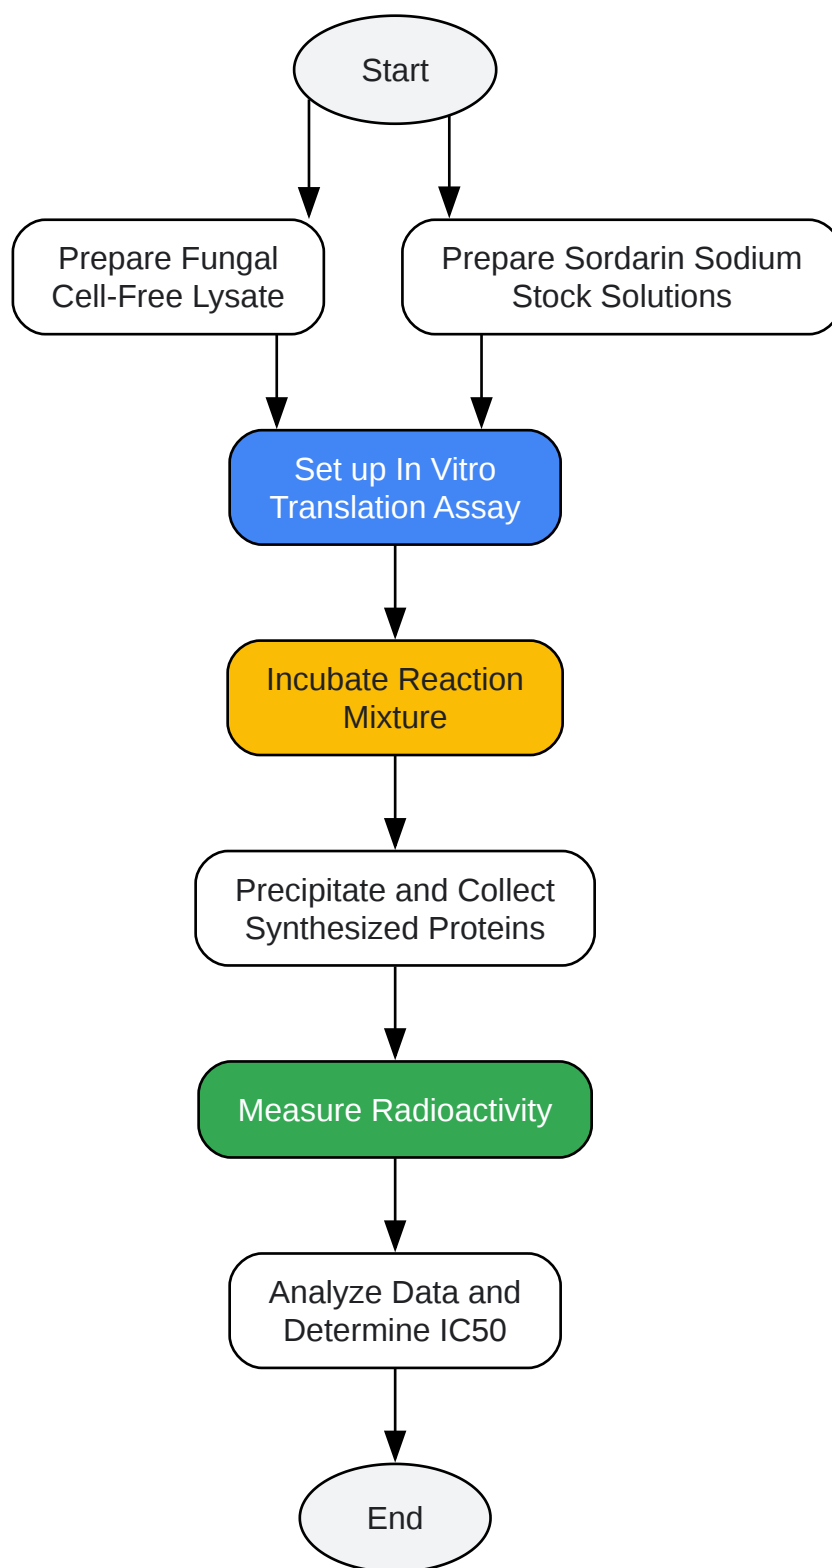 Start
Prepare Fungal
Cell-Free Lysate
Prepare Sordarin Sodium
Stock Solutions
Set up In Vitro
Translation Assay
Incubate Reaction
Mixture
Precipitate and Collect
Synthesized Proteins
Measure Radioactivity
Analyze Data and
Determine IC50
End